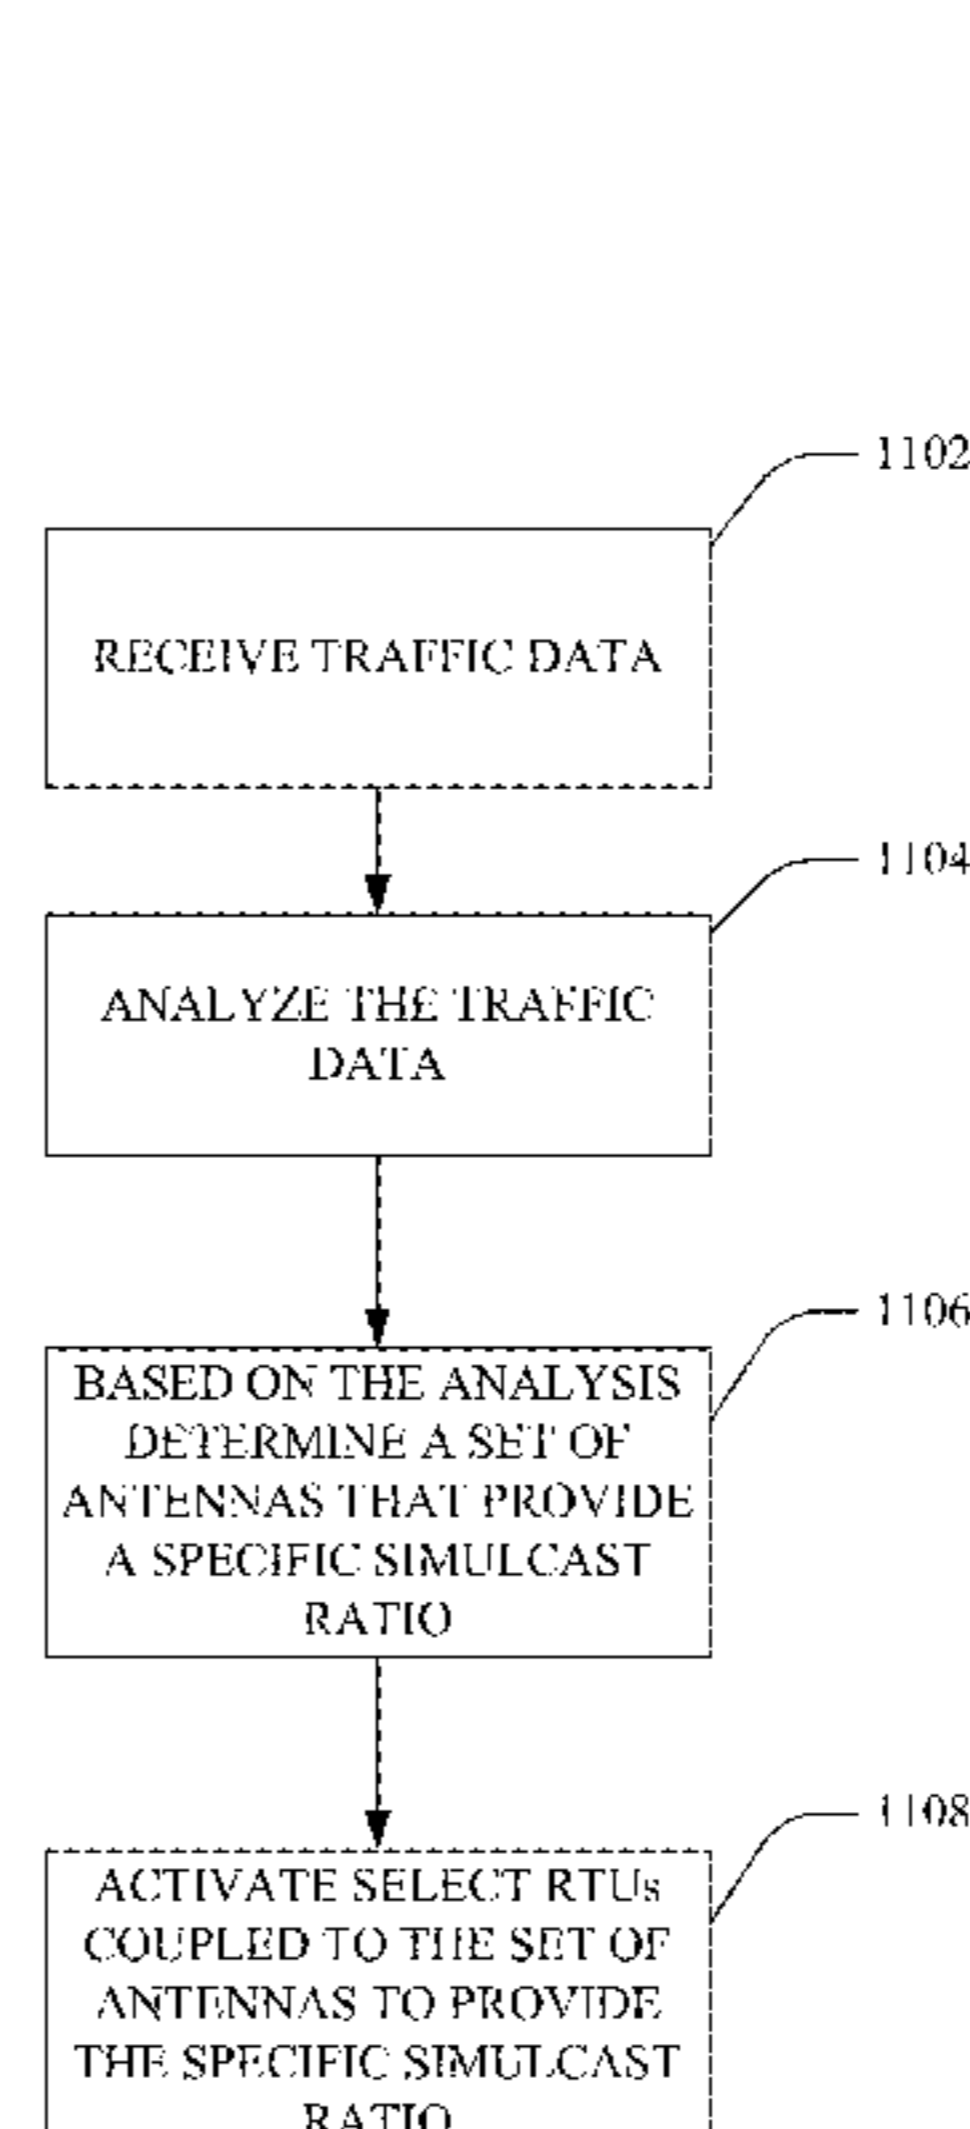 1102
RECEIVE TRAFFIC DATA
1104
ANALYZE THE TRAFFIC
DATA
1106
BASED ON THE ANALYSIS
DETERMINE A SET OF
ANTENNAS THAT PROVIDE
A SPECIFIC SIMULCAST
RATIO
1108
ACTIVATE SELECT RTUs
COUPLED TO THE SET OF
ANTENNAS TO PROVIDE
THE SPECIFIC SIMULCAST
RATIO